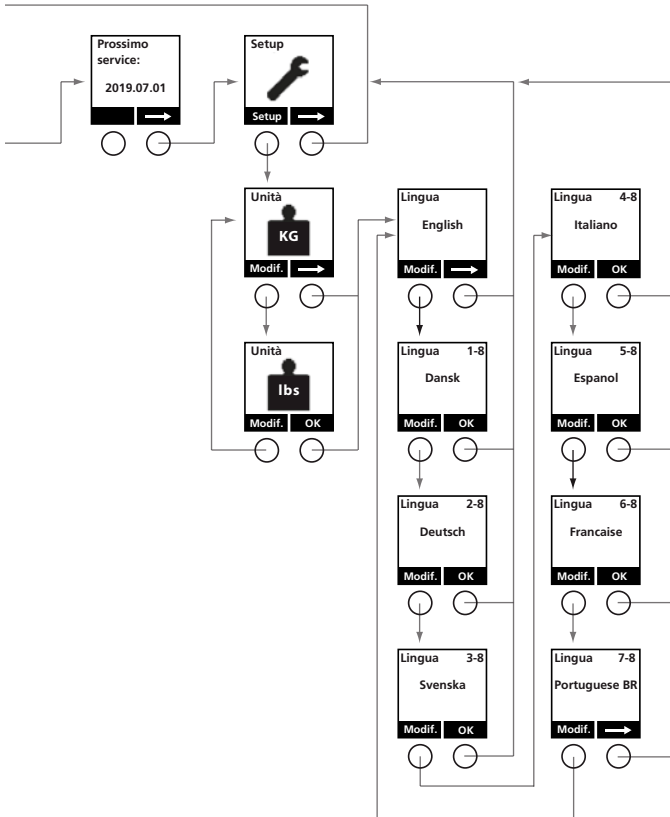 Prossimo
service:
2019.07.01
Setup
Setup
Unità
KG
Modif.
Unità
lbs
Modif. OK
Lingua
English
Modif.
Lingua 1-8
Dansk
Modif. OK
Lingua 2-8
Deutsch
Modif. OK
Lingua 3-8
Svenska
Modif. OK
Lingua 4-8
Italiano
Modif. OK
Lingua 5-8
Espanol
Modif. OK
Lingua 6-8
Francaise
Modif. OK
Lingua 7-8
Portuguese BR
Modif.